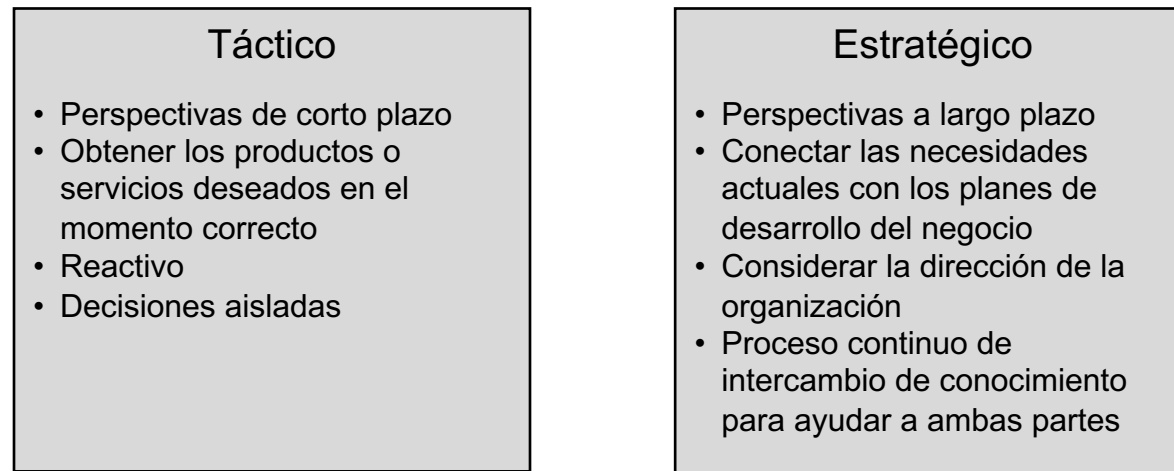 Táctico
• Perspectivas de corto plazo
• Obtener los productos o
servicios deseados en el
momento correcto
• Reactivo
• Decisiones aisladas
Estratégico
• Perspectivas a largo plazo
• Conectar las necesidades
actuales con los planes de
desarrollo del negocio
• Considerar la dirección de la
organización
• Proceso continuo de
intercambio de conocimiento
para ayudar a ambas partes